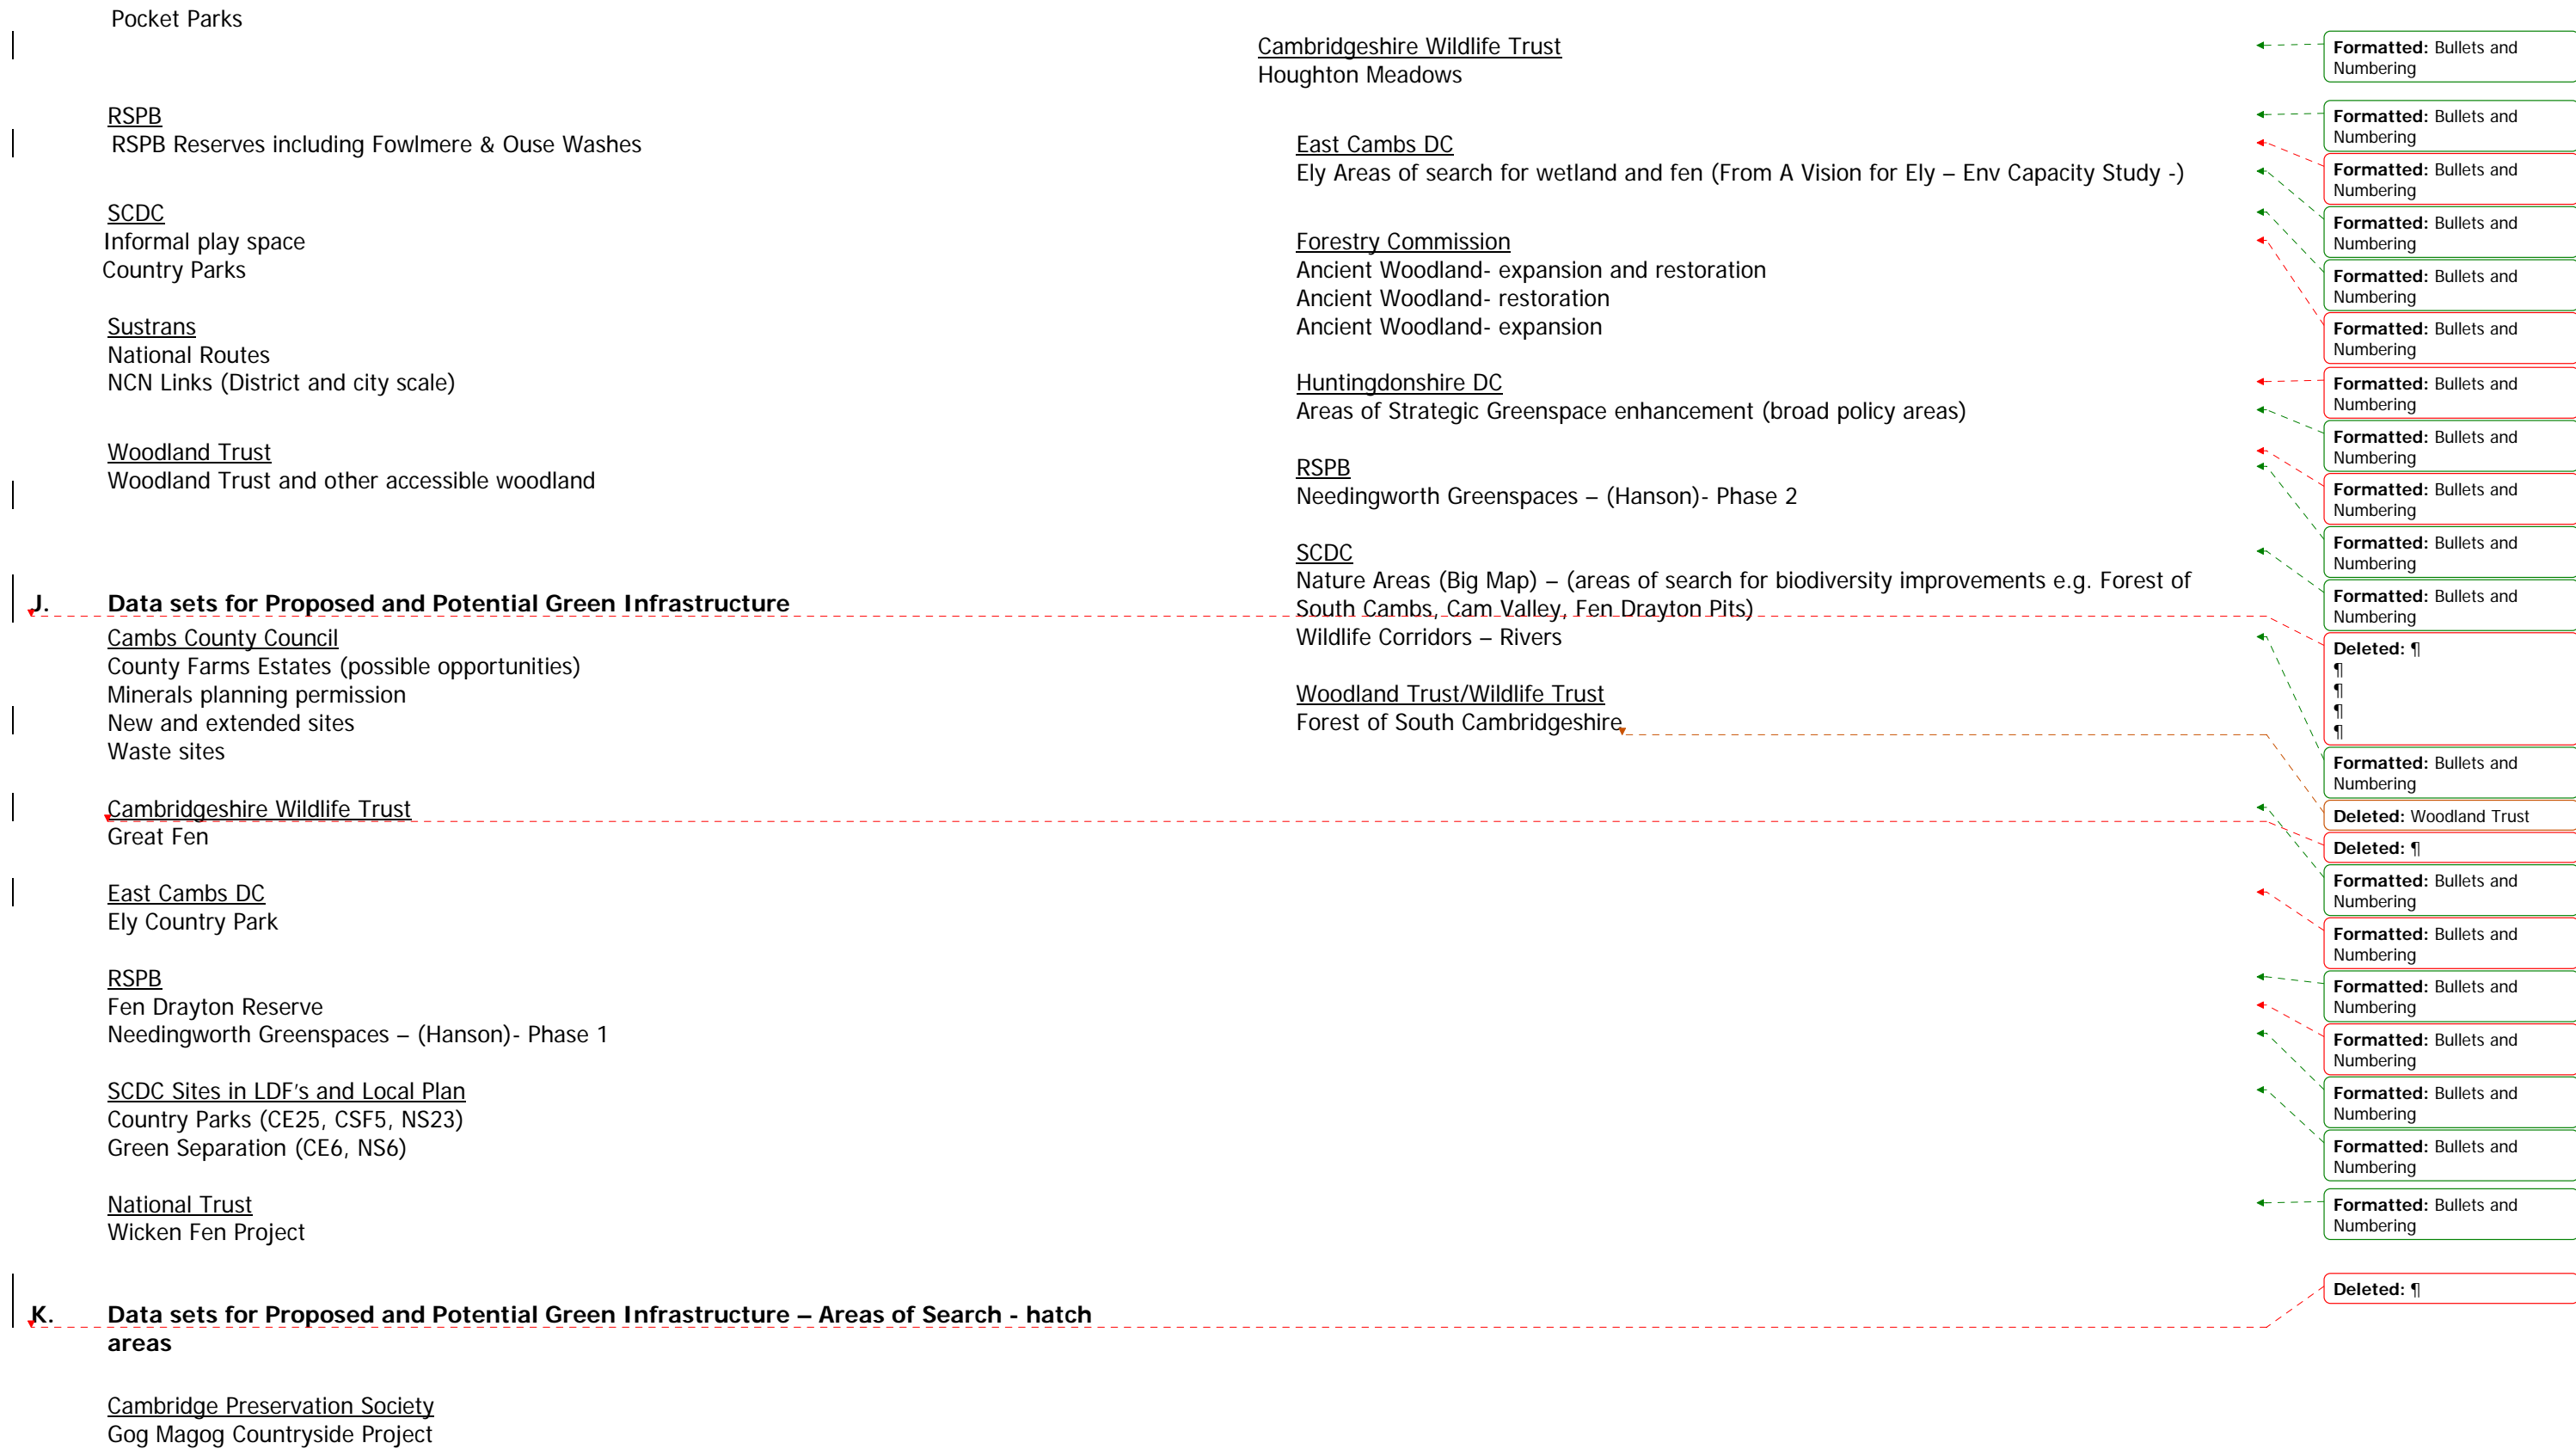 Pocket Parks
RSPB
RSPB Reserves including Fowlmere & Ouse Washes
SCDC
Informal play space
Country Parks
Sustrans
National Routes
NCN Links (District and city scale)
Woodland Trust
Woodland Trust and other accessible woodland
J. Data sets for Proposed and Potential Green Infrastructure
Cambs County Council
County Farms Estates (possible opportunities)
Minerals planning permission
New and extended sites
Waste sites
Cambridgeshire Wildlife Trust
Great Fen
East Cambs DC
Ely Country Park
RSPB
Fen Drayton Reserve
Needingworth Greenspaces – (Hanson)- Phase 1
SCDC Sites in LDF's and Local Plan
Country Parks (CE25, CSF5, NS23)
Green Separation (CE6, NS6)
National Trust
Wicken Fen Project
K. Data sets for Proposed and Potential Green Infrastructure – Areas of Search - hatch
areas
Cambridge Preservation Society
Gog Magog Countryside Project
Cambridgeshire Wildlife Trust
Houghton Meadows
East Cambs DC
Ely Areas of search for wetland and fen (From A Vision for Ely – Env Capacity Study -)
Forestry Commission
Ancient Woodland- expansion and restoration
Ancient Woodland- restoration
Ancient Woodland- expansion
Huntingdonshire DC
Areas of Strategic Greenspace enhancement (broad policy areas)
RSPB
Needingworth Greenspaces – (Hanson)- Phase 2
SCDC
Nature Areas (Big Map) – (areas of search for biodiversity improvements e.g. Forest of
South Cambs, Cam Valley, Fen Drayton Pits)
Wildlife Corridors – Rivers
Woodland Trust/Wildlife Trust
Forest of South Cambridgeshire
Formatted: Bullets and
Numbering
Formatted: Bullets and
Numbering
Formatted: Bullets and
Numbering
Formatted: Bullets and
Numbering
Formatted: Bullets and
Numbering
Formatted: Bullets and
Numbering
Formatted: Bullets and
Numbering
Formatted: Bullets and
Numbering
Formatted: Bullets and
Numbering
Formatted: Bullets and
Numbering
Formatted: Bullets and
Numbering
Deleted: ¶
¶
¶
¶
¶
Formatted: Bullets and
Numbering
Deleted: Woodland Trust
Deleted: ¶
Formatted: Bullets and
Numbering
Formatted: Bullets and
Numbering
Formatted: Bullets and
Numbering
Formatted: Bullets and
Numbering
Formatted: Bullets and
Numbering
Formatted: Bullets and
Numbering
Formatted: Bullets and
Numbering
Deleted: ¶